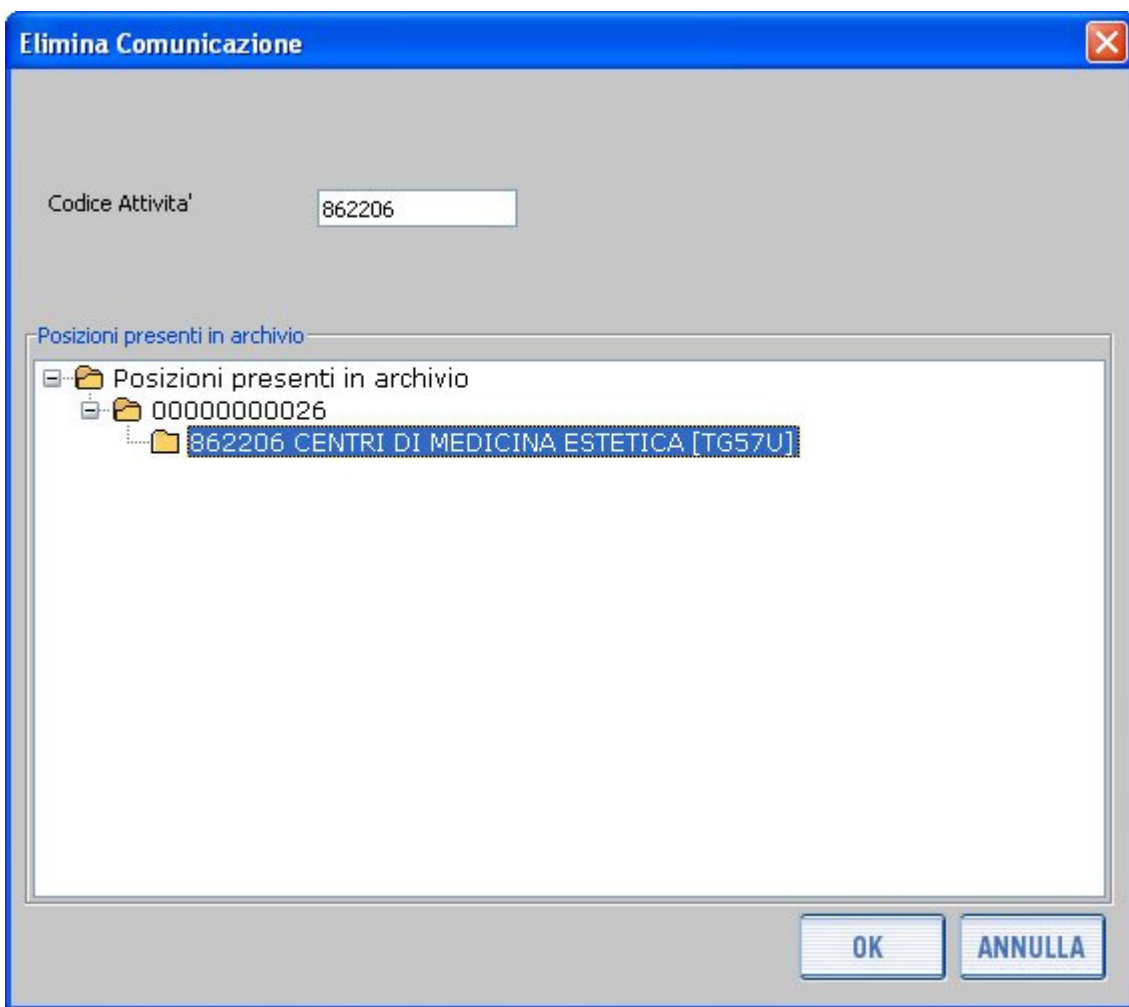 Elimina Comunicazione
Codice Attivita' 862206
Posizioni presenti in archivio
Posizioni presenti in archivio
00000000026
862206 CENTRI DI MEDICINA ESTETICA [TG57U]
OK ANNULLA